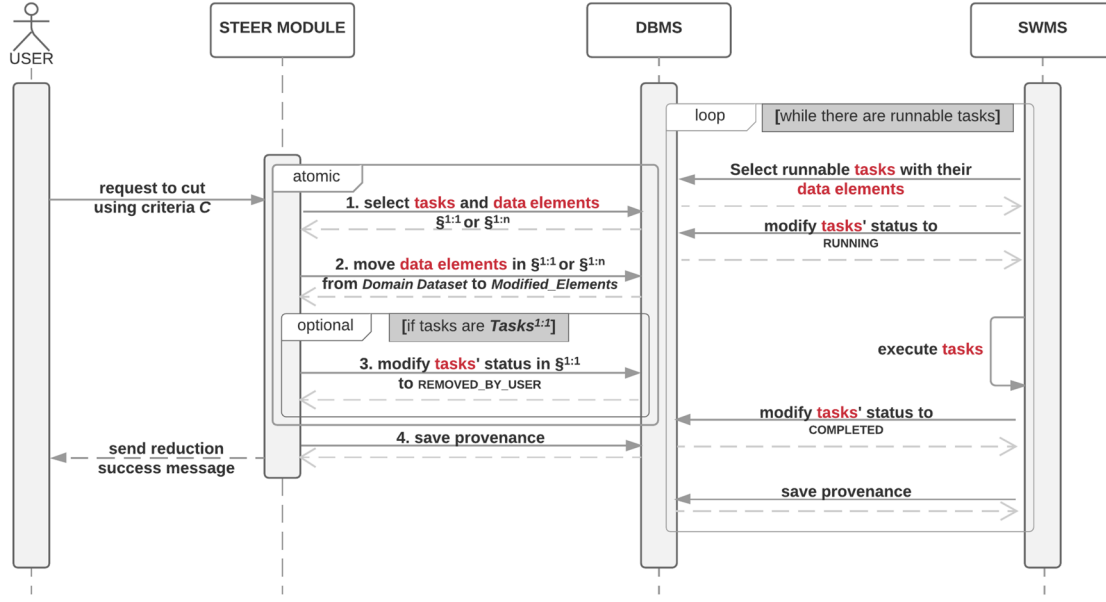 USER
STEER MODULE
DBMS
SWMS
loop
[while there are runnable tasks]
Select runnable tasks with their
data elements
modify tasks' status to
RUNNING
execute tasks
modify tasks' status to
COMPLETED
save provenance
request to cut
using criteria C
atomic
1. select tasks and data elements
§1:1 or §1:n
2. move data elements in §1:1 or §1:n
from Domain Dataset to Modified_Elements
optional
[if tasks are Tasks1:1]
3. modify tasks' status in §1:1
to REMOVED_BY_USER
4. save provenance
send reduction
success message